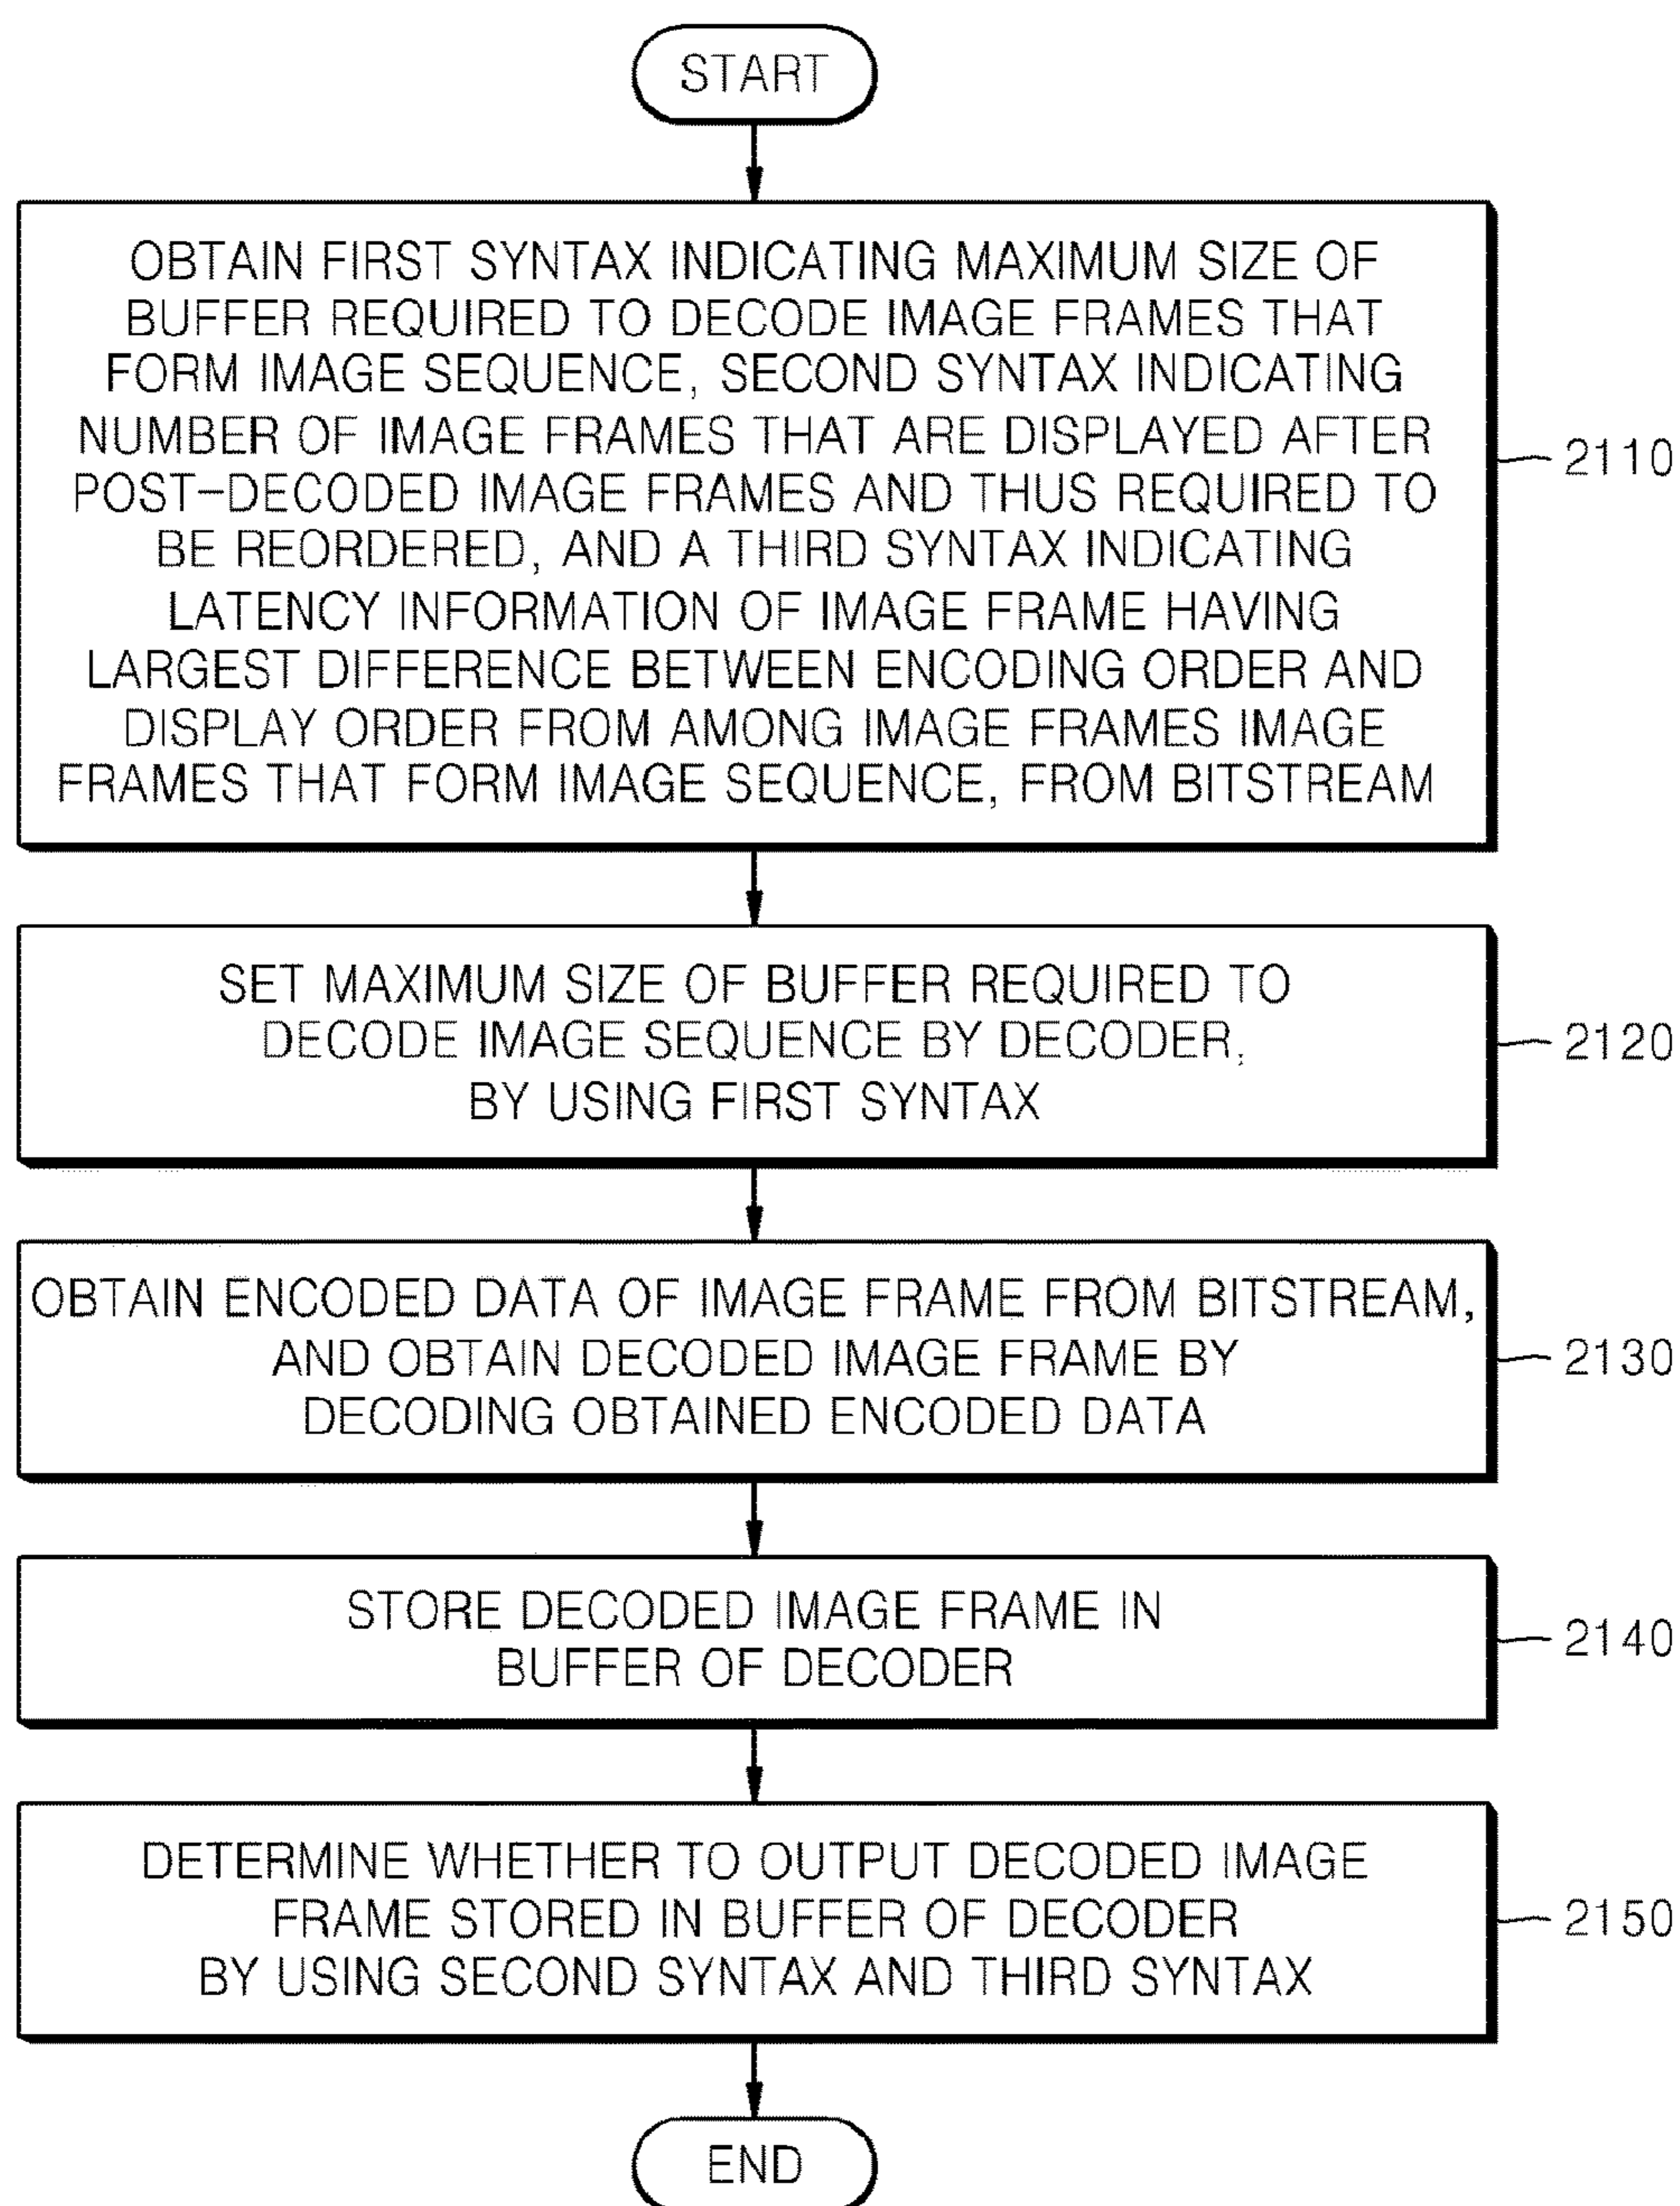 START
OBTAIN FIRST SYNTAX INDICATING MAXIMUM SIZE OF
BUFFER REQUIRED TO DECODE IMAGE FRAMES THAT
FORM IMAGE SEQUENCE, SECOND SYNTAX INDICATING
NUMBER OF IMAGE FRAMES THAT ARE DISPLAYED AFTER
POST-DECODED IMAGE FRAMES AND THUS REQUIRED TO
BE REORDERED, AND A THIRD SYNTAX INDICATING
LATENCY INFORMATION OF IMAGE FRAME HAVING
LARGEST DIFFERENCE BETWEEN ENCODING ORDER AND
DISPLAY ORDER FROM AMONG IMAGE FRAMES IMAGE
FRAMES THAT FORM IMAGE SEQUENCE, FROM BITSTREAM
2110
SET MAXIMUM SIZE OF BUFFER REQUIRED TO
DECODE IMAGE SEQUENCE BY DECODER,
BY USING FIRST SYNTAX
2120
OBTAIN ENCODED DATA OF IMAGE FRAME FROM BITSTREAM,
AND OBTAIN DECODED IMAGE FRAME BY
DECODING OBTAINED ENCODED DATA
2130
STORE DECODED IMAGE FRAME IN
BUFFER OF DECODER
2140
DETERMINE WHETHER TO OUTPUT DECODED IMAGE
FRAME STORED IN BUFFER OF DECODER
BY USING SECOND SYNTAX AND THIRD SYNTAX
2150
END